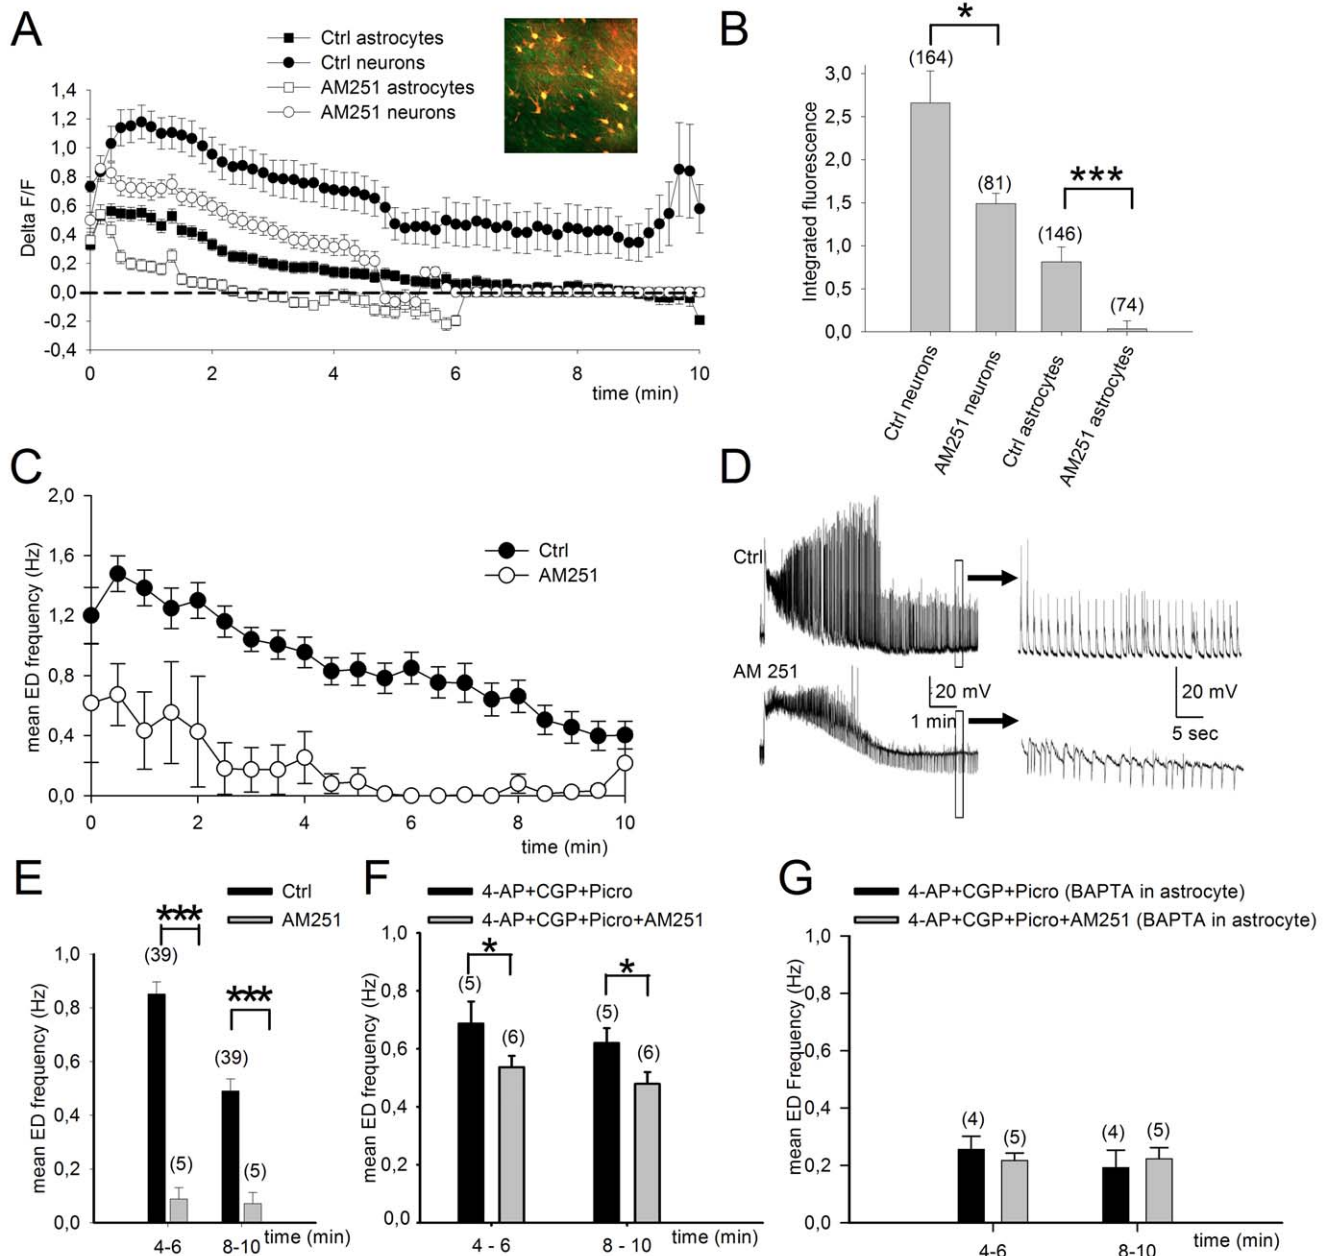 A
Ctrl astrocytes
Ctrl neurons
AM251 astrocytes
AM251 neurons
1,4
1,2
1,0
0,8
0,6
0,4
0,2
0,0
-0,2
-0,4
Delta F/F
0 2 4 6 8 10
time (min)
B
*
***
(164)
(81)
(146)
(74)
3,0
2,5
2,0
1,5
1,0
0,5
0,0
Integrated fluorescence
Ctrl neurons
AM251 neurons
Ctrl astrocytes
AM251 astrocytes
C
2,0
1,6
1,2
0,8
0,4
0,0
mean ED frequency (Hz)
Ctrl
AM251
0 2 4 6 8 10
time (min)
D
Ctrl
AM 251
20 mV
1 min
20 mV
5 sec
E
Ctrl
AM251
***
***
(39)
(39)
(5)
(5)
1,0
0,8
0,6
0,4
0,2
0,0
mean ED frequency (Hz)
4-6 8-10 time (min)
F
4-AP+CGP+Picro
4-AP+CGP+Picro+AM251
*
*
(5)
(6)
(5)
(6)
1,0
0,8
0,6
0,4
0,2
0,0
mean ED frequency (Hz)
4 - 6 8 - 10 time (min)
G
4-AP+CGP+Picro (BAPTA in astrocyte)
4-AP+CGP+Picro+AM251 (BAPTA in astrocyte)
1,0
0,8
0,6
0,4
0,2
0,0
mean ED Frequency (Hz)
(4)
(5)
(4)
(5)
4-6 8-10 time (min)